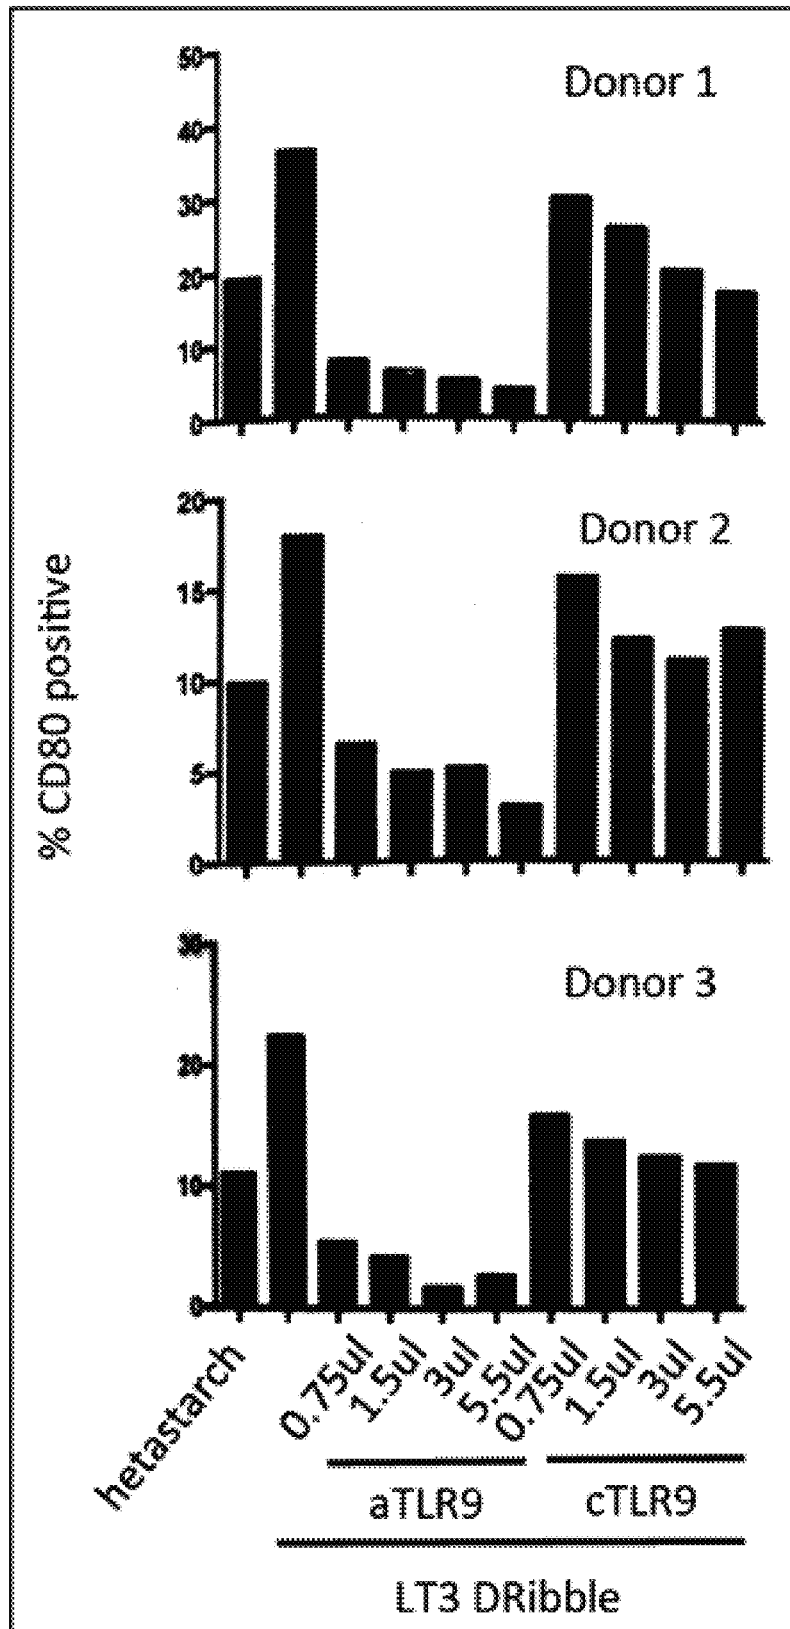 Donor 1
50
40
30
20
10
0
% CD80 positive
Donor 2
20
15
10
5
0
Donor 3
30
20
10
0
hetastarch
0.75ul
1.5ul
3ul
5.5ul
0.75ul
1.5ul
3ul
5.5ul
aTLR9
cTLR9
LT3 DRibble